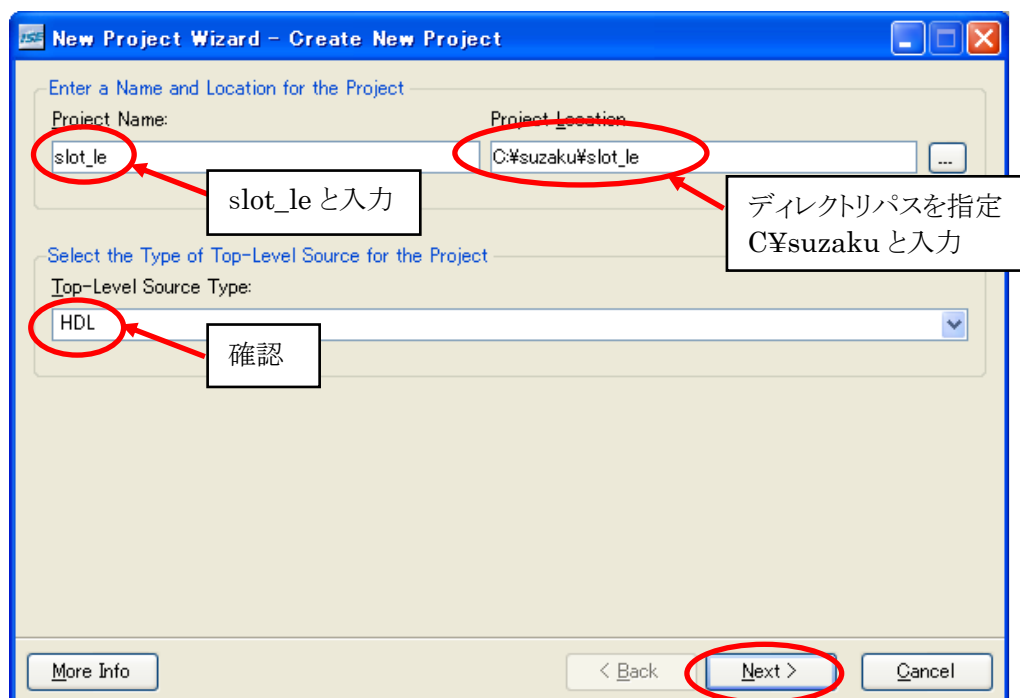 ISE New Project Wizard - Create New Project
Enter a Name and Location for the Project
Project Name: Project Location
slot_le C:¥suzaku¥slot_le ...
slot_le と入力
ディレクトリパスを指定
C¥suzaku と入力
Select the Type of Top-Level Source for the Project
Top-Level Source Type:
HDL
確認
More Info < Back Next > Cancel